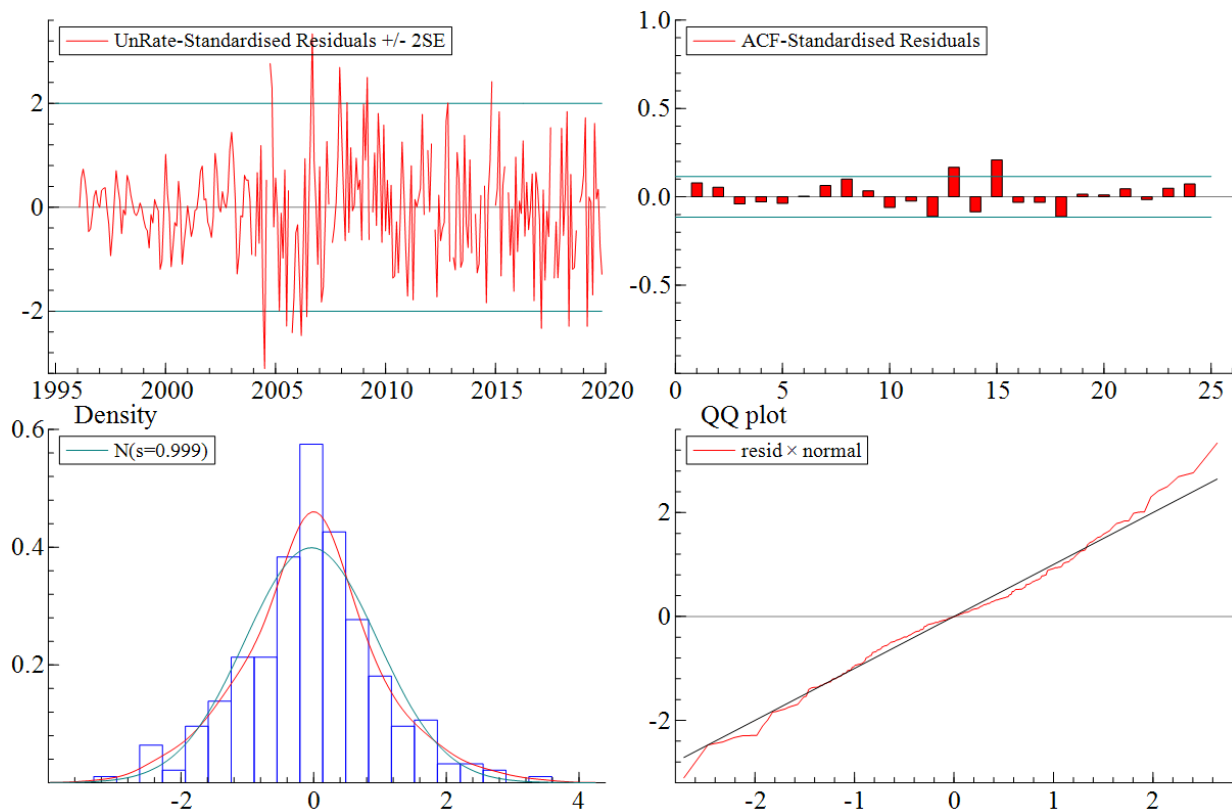 UnRate-Standardised Residuals +/- 2SE
2
0
-2
1995 2000 2005 2010 2015 2020
ACF-Standardised Residuals
1.0
0.5
0.0
-0.5
0 5 10 15 20 25
Density
N(s=0.999)
0.6
0.4
0.2
-2 0 2 4
QQ plot
resid × normal
2
0
-2
-2 -1 0 1 2